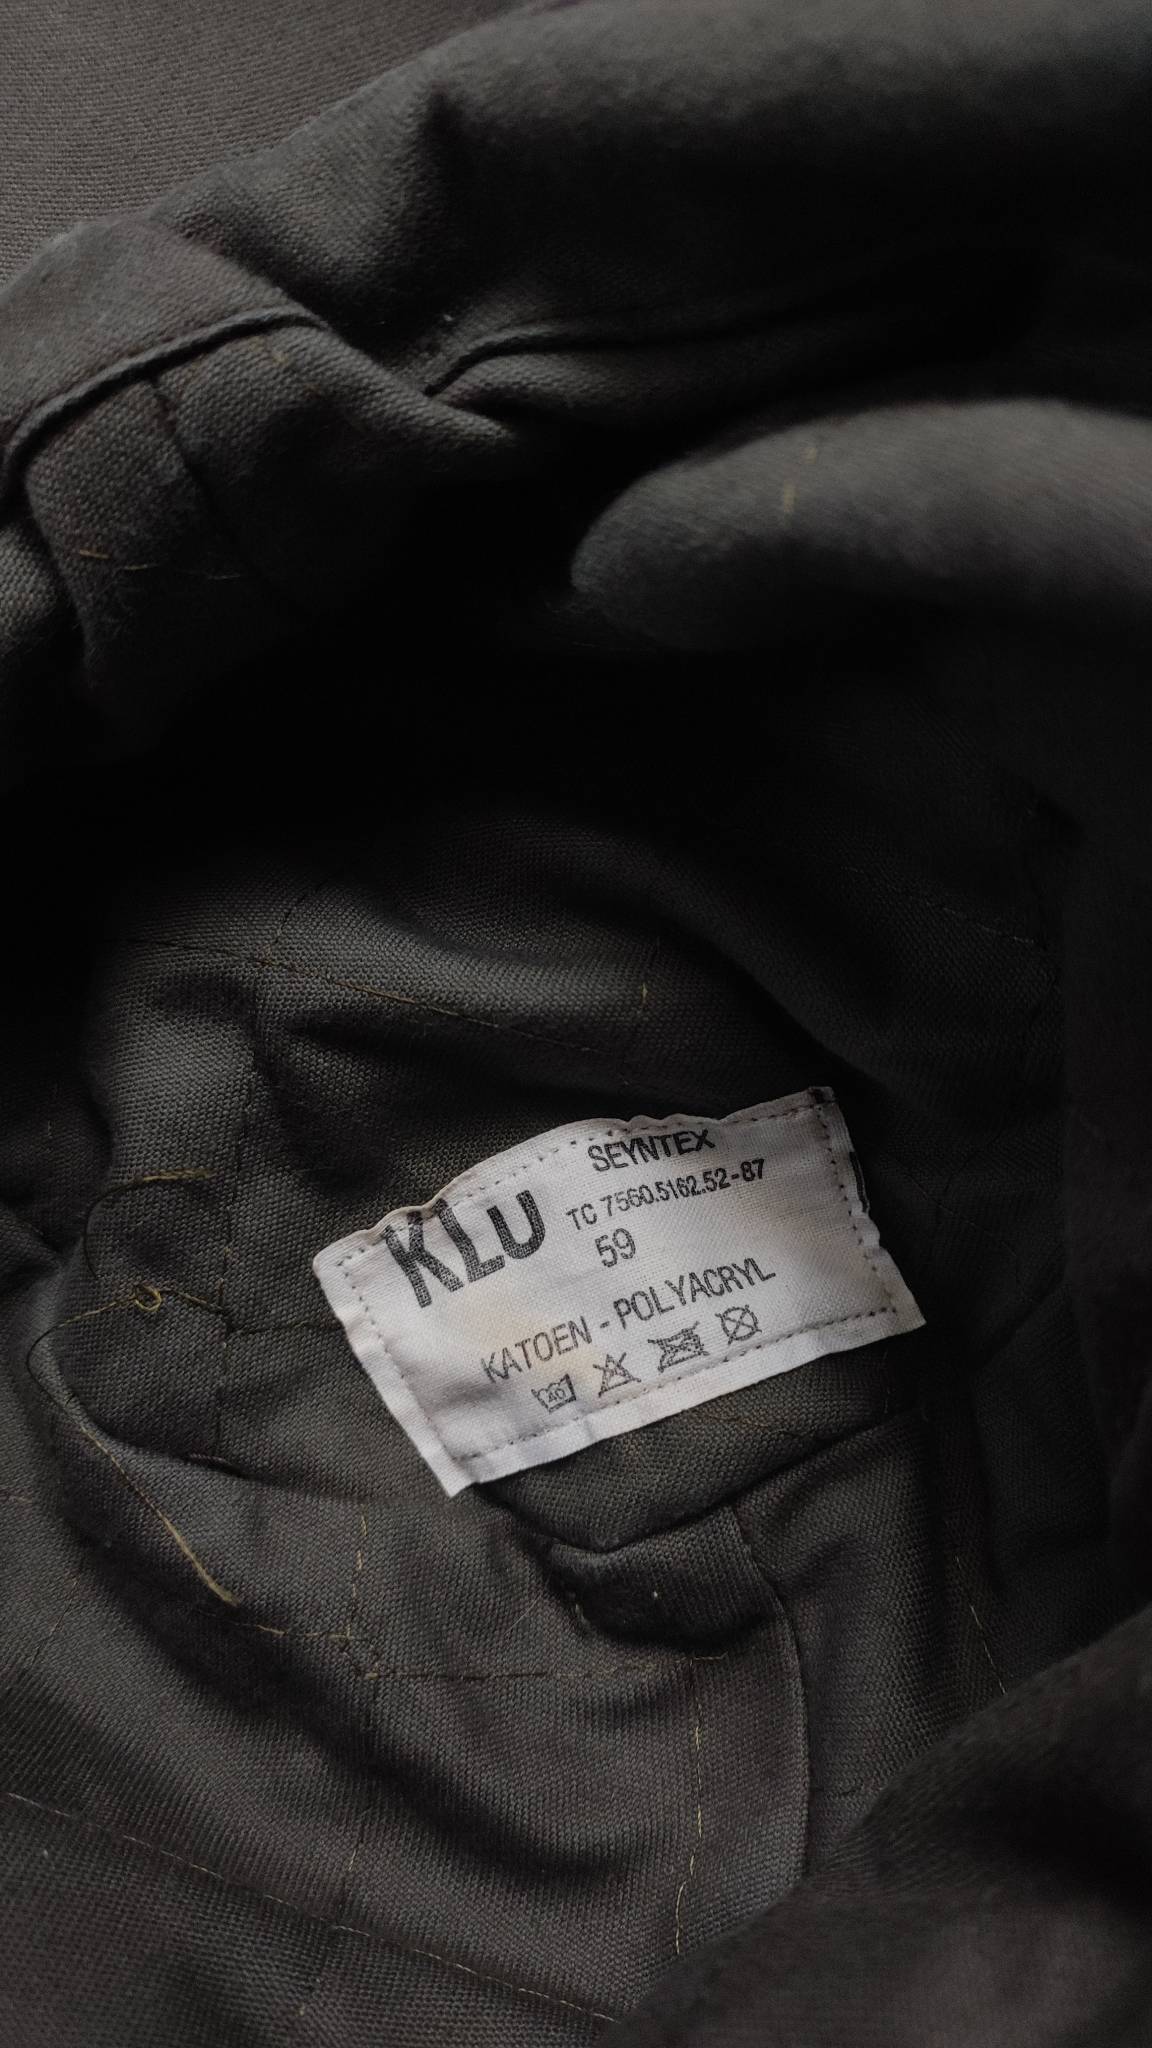 SEYNTEX
KLU TC 7560.5162.52-87
59
KATOEN - POLYACRYL
40